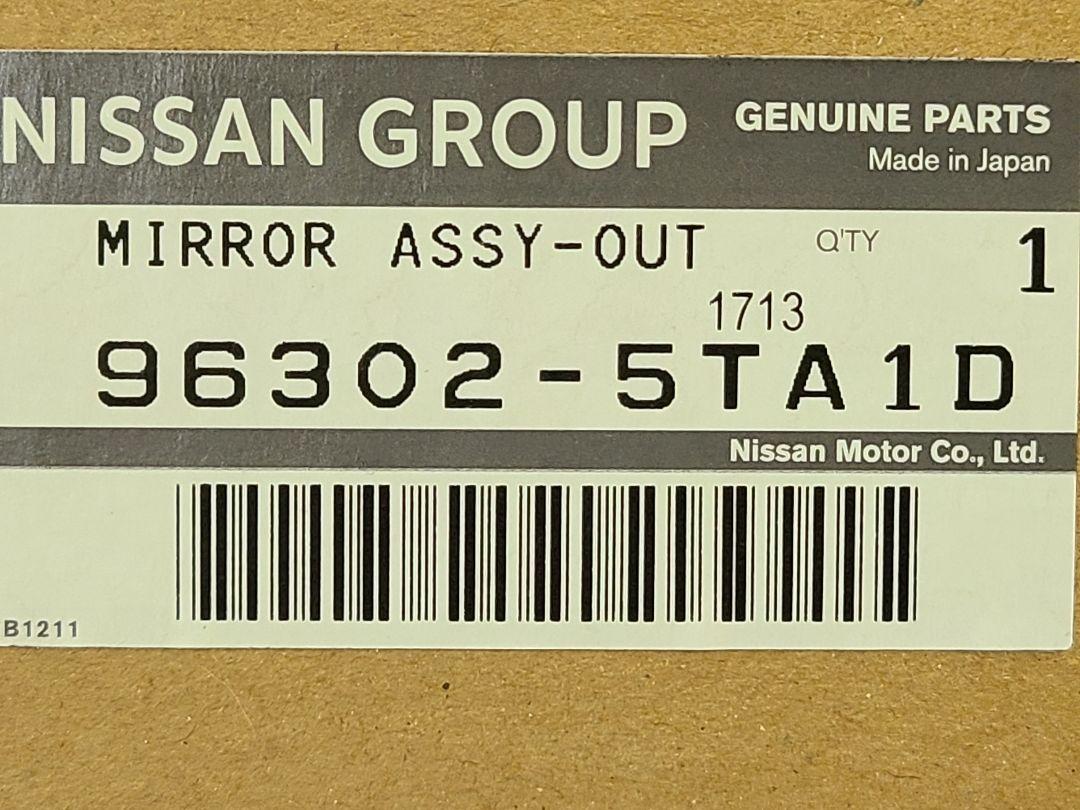 NISSAN GROUP
GENUINE PARTS
Made in Japan
MIRROR ASSY-OUT
Q'TY 1
1713
96302-5TA1D
Nissan Motor Co., Ltd.
B1211